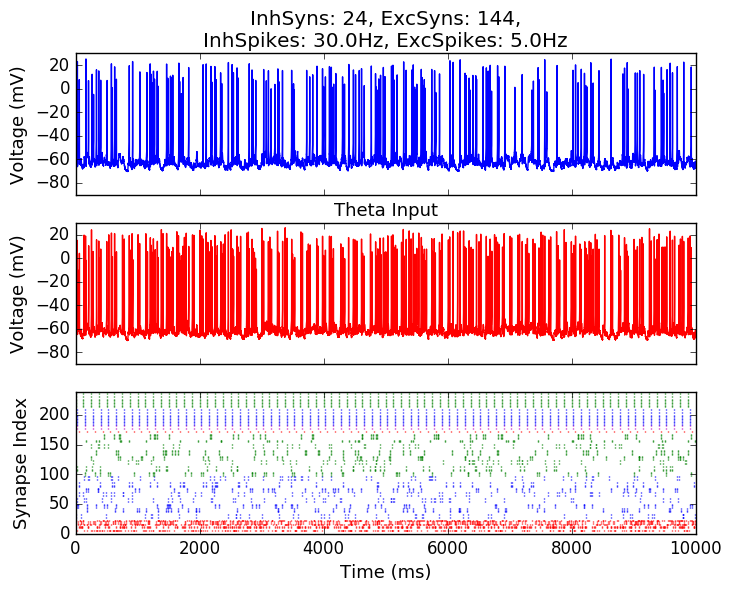 InhSyns: 24, ExcSyns: 144,
InhSpikes: 30.0Hz, ExcSpikes: 5.0Hz
20
0
−20
−40
−60
−80
Voltage (mV)
Theta Input
20
0
−20
−40
−60
−80
Voltage (mV)
200
150
100
50
0
Synapse Index
0 2000 4000 6000 8000 10000
Time (ms)